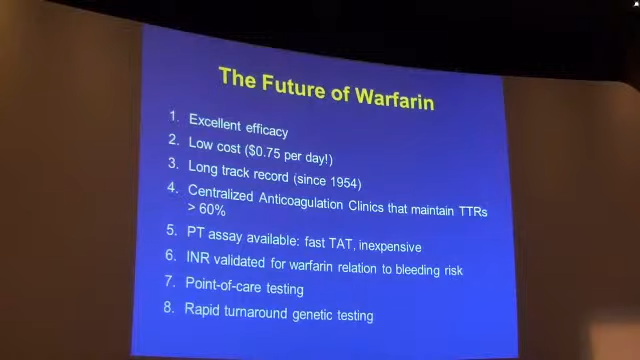 The Future of Warfarin
1. Excellent efficacy
2. Low cost ($0.75 per day!)
3. Long track record (since 1954)
4. Centralized Anticoagulation Clinics that maintain TTRs
> 60%
5. PT assay available: fast TAT, inexpensive
6. INR validated for warfarin relation to bleeding risk
7. Point-of-care testing
8. Rapid turnaround genetic testing